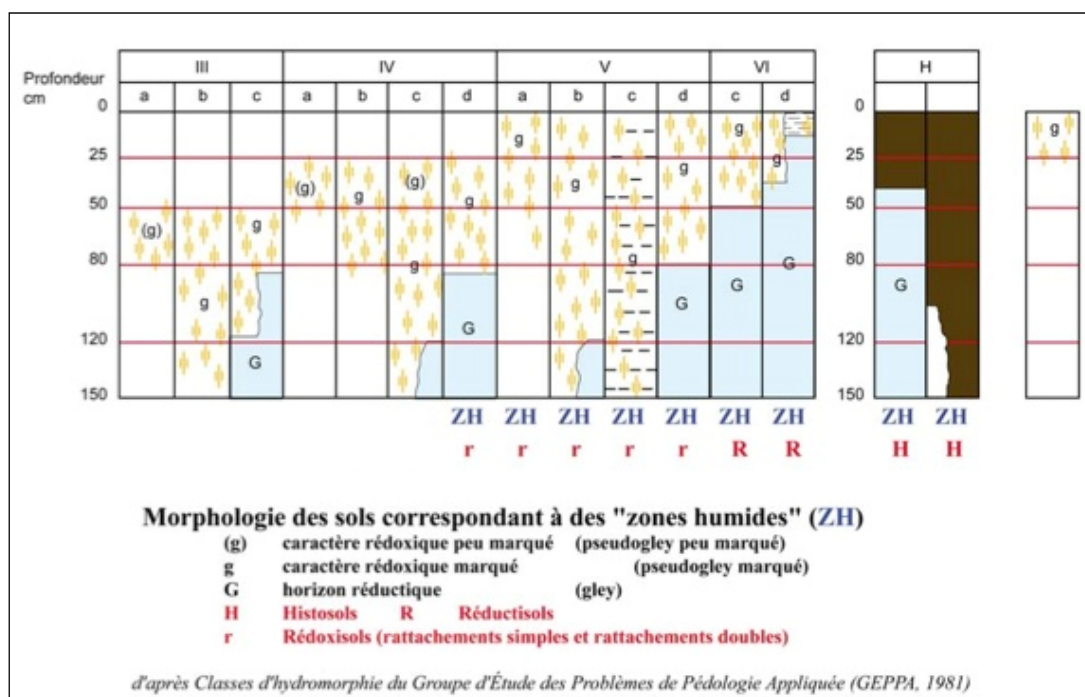 III IV V VI H
Profondeur
cm
a b c a b c d a b c d c d
0 0
g g g
g
25 25
(g) (g) g g
g g g
50 50
(g) g
g
80 80
g G G
g G G
G
120 120
G
150 150
ZH ZH ZH ZH ZH ZH ZH ZH ZH
r r r r r R R H H
Morphologie des sols correspondant à des "zones humides" (ZH)
(g) caractère rédoxique peu marqué (pseudogley peu marqué)
g caractère rédoxique marqué (pseudogley marqué)
G horizon réductique (gley)
H Histosols R Réductisols
r Rédoxisols (rattachements simples et rattachements doubles)
d'après Classes d'hydromorphie du Groupe d'Étude des Problèmes de Pédologie Appliquée (GEPPA, 1981)